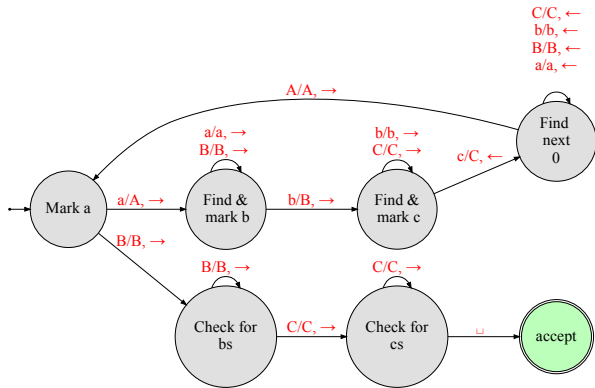 C/C, ←
b/b, ←
B/B, ←
a/a, ←
A/A, →
Find
next
0
a/a, →
B/B, →
b/b, →
C/C, →
c/C, ←
Mark a
a/A, →
Find &
mark b
b/B, →
Find &
mark c
B/B, →
B/B, →
C/C, →
Check for
bs
C/C, →
Check for
cs
␣
accept